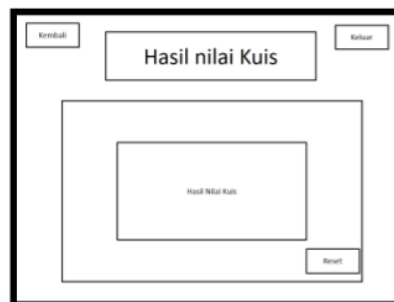 Kembali
Keluar
Hasil nilai Kuis
Hasil Nilai Kuis
Reset